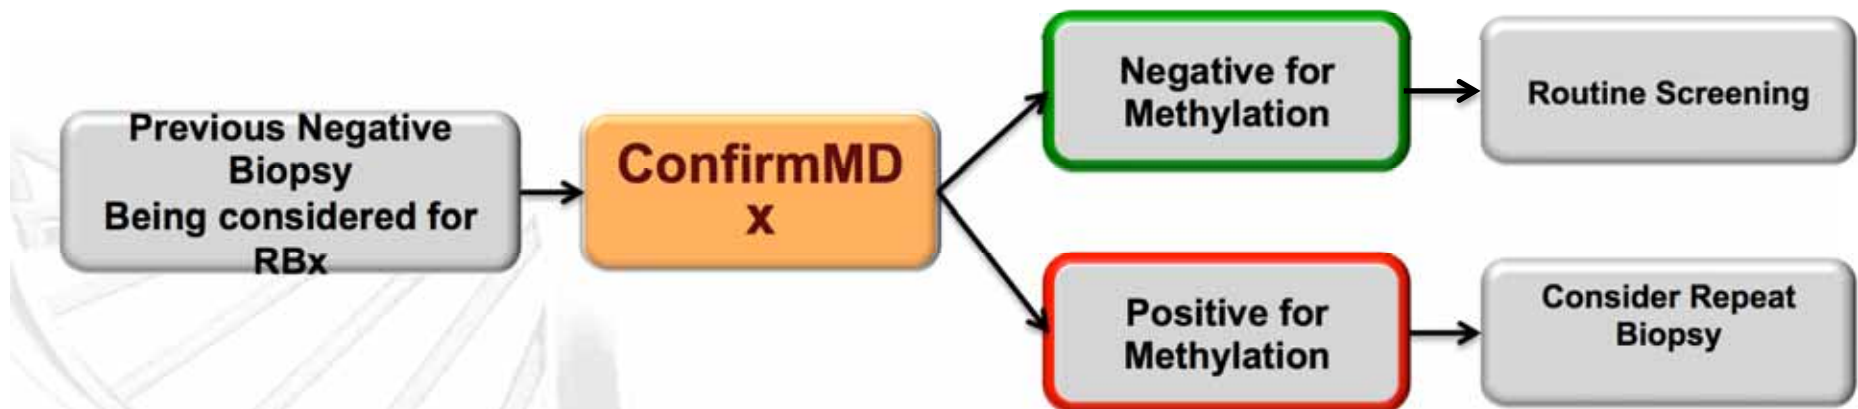 Previous Negative
Biopsy
Being considered for
RBx
ConfirmMD
x
Negative for
Methylation
Routine Screening
Positive for
Methylation
Consider Repeat
Biopsy